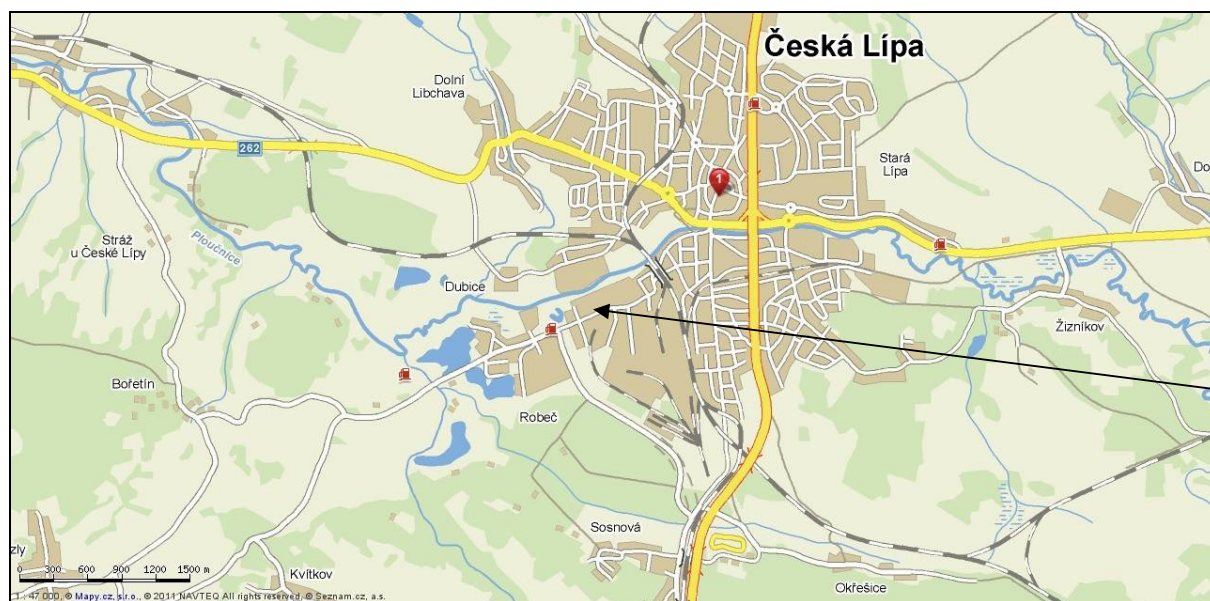 Česká Lípa
Dolní
Libchava
262
1
Stará
Lípa
Do
Stráž
u České Lípy
Ploučnice
Dubice
Žizníkov
Bořetín
Robeč
Sosnová
zly
Kvítkov
Okřešice
0 300 600 900 1200 1500 m
1 : 47 000, © Mapy.cz, s.r.o., © 2011 NAVTEQ All rights reserved, © Seznam.cz, a.s.